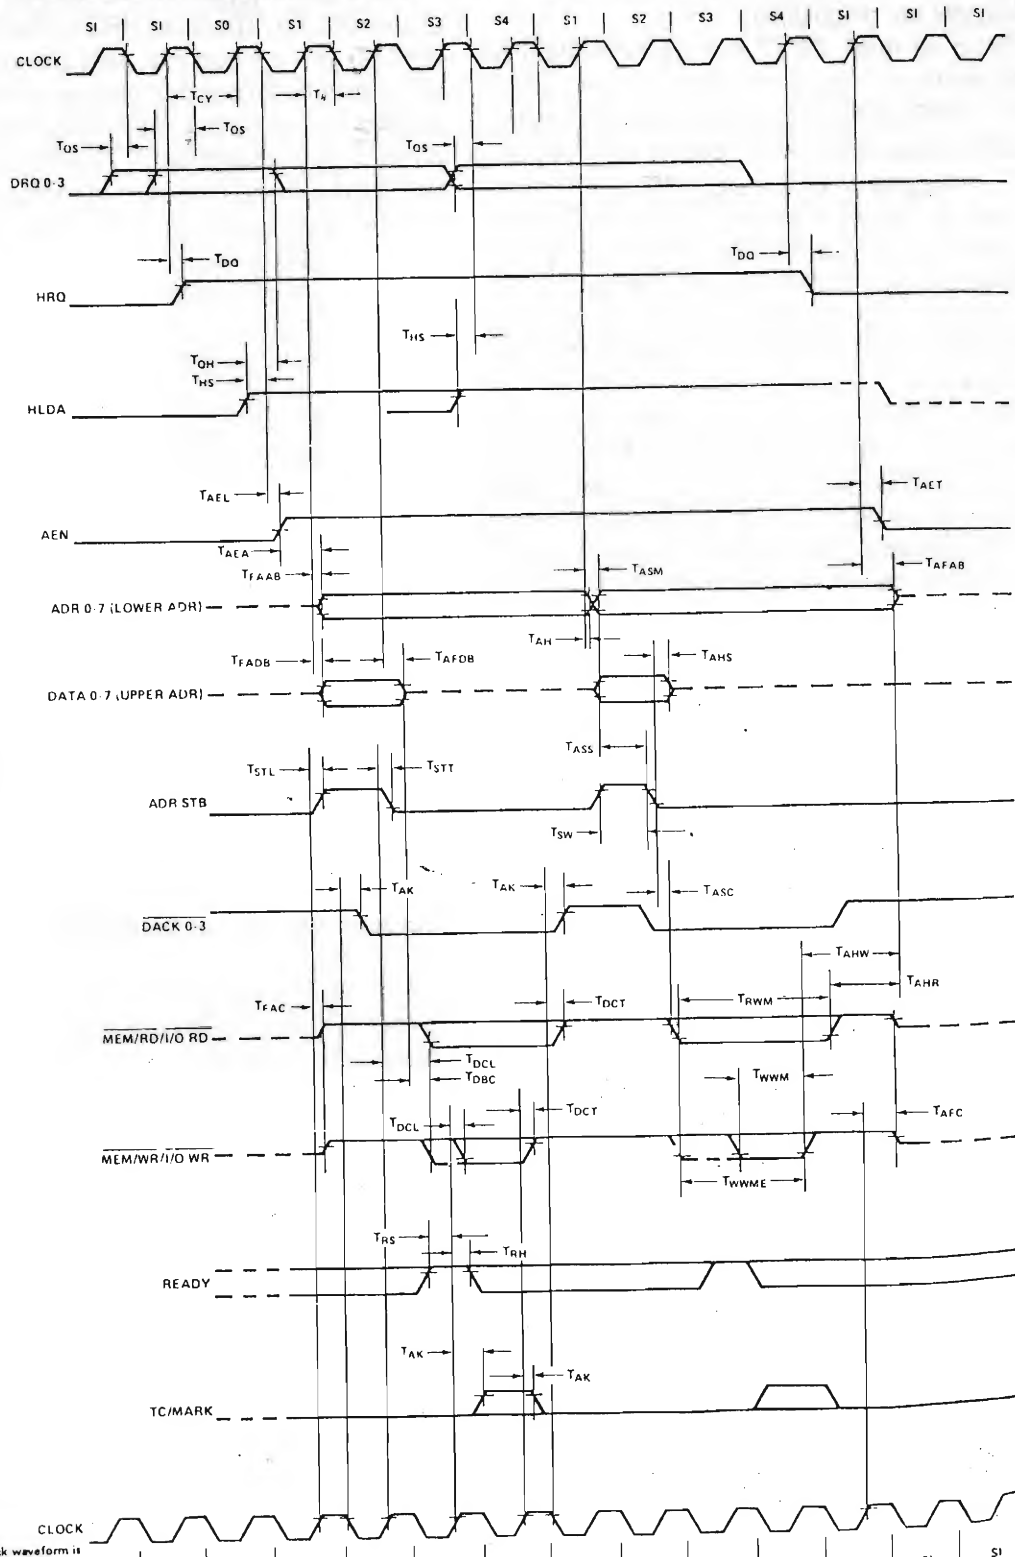 SI SI S0 S1 S2 S3 S4 S1 S2 S3 S4 SI SI SI
CLOCK
TCY Tθ
TQS TQS TQS
DRQ 0-3
TDQ TDQ
HRQ
THS
TQH
THS
HLDA
TAEL TAET
AEN
TAEA
TFAAB TASM TAFAB
ADR 0-7 (LOWER ADR)
TAH
TFADB TAFDB TAHS
DATA 0-7 (UPPER ADR)
TASS
TSTL TSTT
ADR STB
TSW
TAK TAK TASC
DACK 0-3
TAHW
TAHR
TFAC TDCT TRWM
MEM/RD/I/O RD
TDCL
TDBC
TWWM
TDCL TDCT TAFC
MEM/WR/I/O WR
TWWME
TRS
TRH
READY
TAK
TAK
TC/MARK
CLOCK
ck waveform is
SI